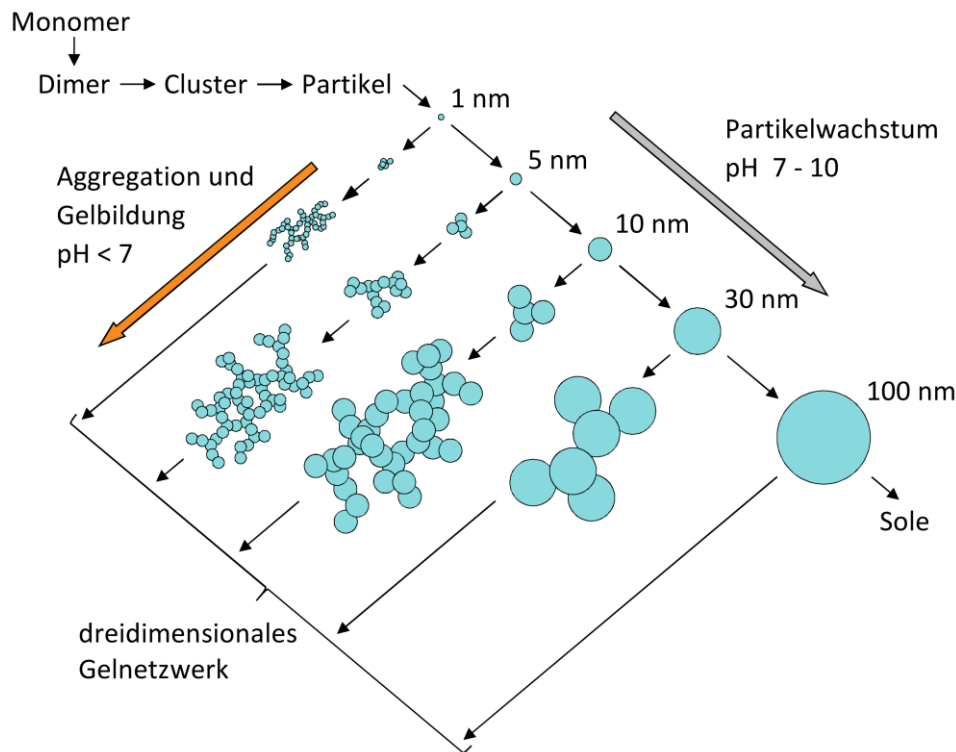 Monomer
Dimer
Cluster
Partikel
1 nm
5 nm
10 nm
30 nm
100 nm
Partikelwachstum
pH 7 - 10
Aggregation und
Gelbildung
pH < 7
Sole
dreidimensionales
Gelnetzwerk